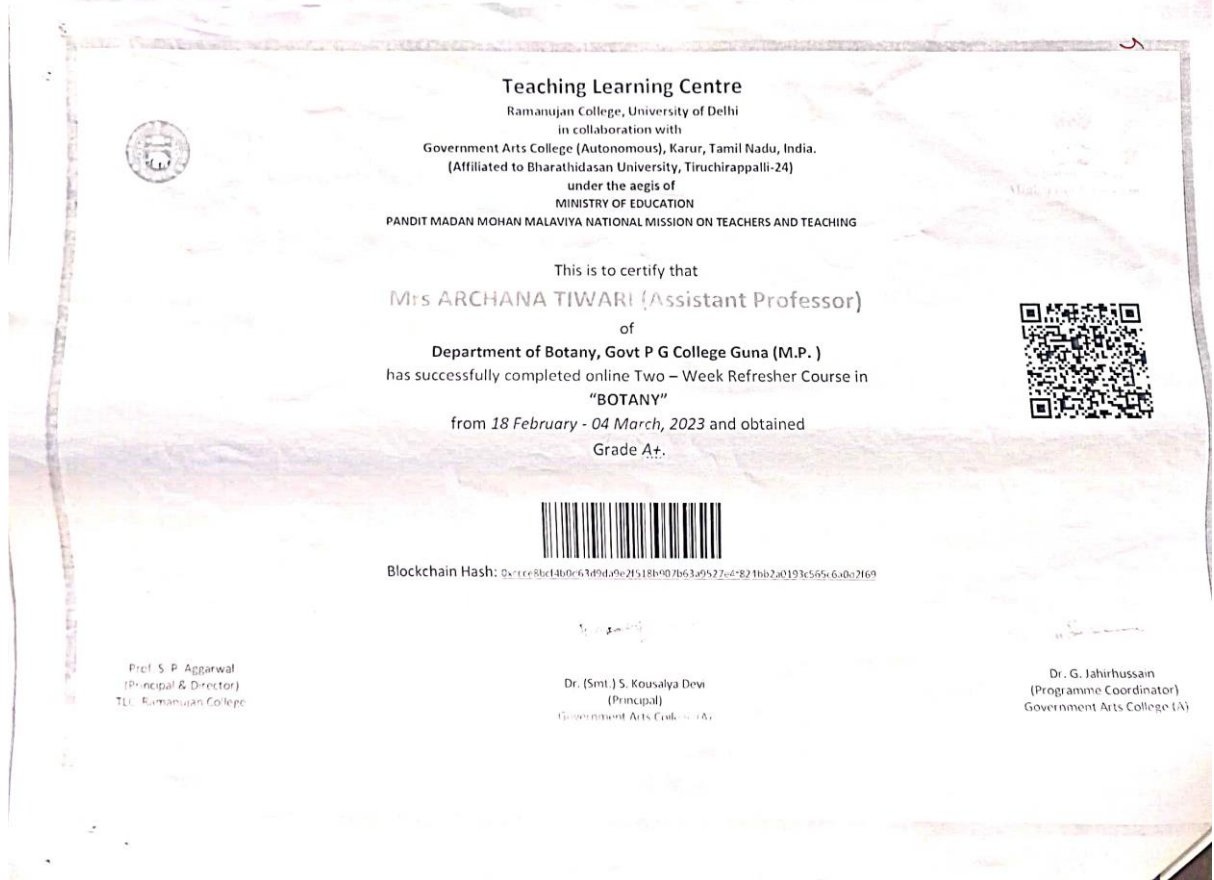 Teaching Learning Centre
Ramanujan College, University of Delhi
in collaboration with
Government Arts College (Autonomous), Karur, Tamil Nadu, India.
(Affiliated to Bharathidasan University, Tiruchirappalli-24)
under the aegis of
MINISTRY OF EDUCATION
PANDIT MADAN MOHAN MALAVIYA NATIONAL MISSION ON TEACHERS AND TEACHING
This is to certify that
Mrs ARCHANA TIWARI (Assistant Professor)
of
Department of Botany, Govt P G College Guna (M.P. )
has successfully completed online Two – Week Refresher Course in
“BOTANY”
from 18 February - 04 March, 2023 and obtained
Grade A+.
Blockchain Hash:
Prof. S. P. Aggarwal
(Principal & Director)
TLC, Ramanujan College
Dr. (Smt.) S. Kousalya Devi
(Principal)
Government Arts College (A)
Dr. G. Jahirhussain
(Programme Coordinator)
Government Arts College (A)